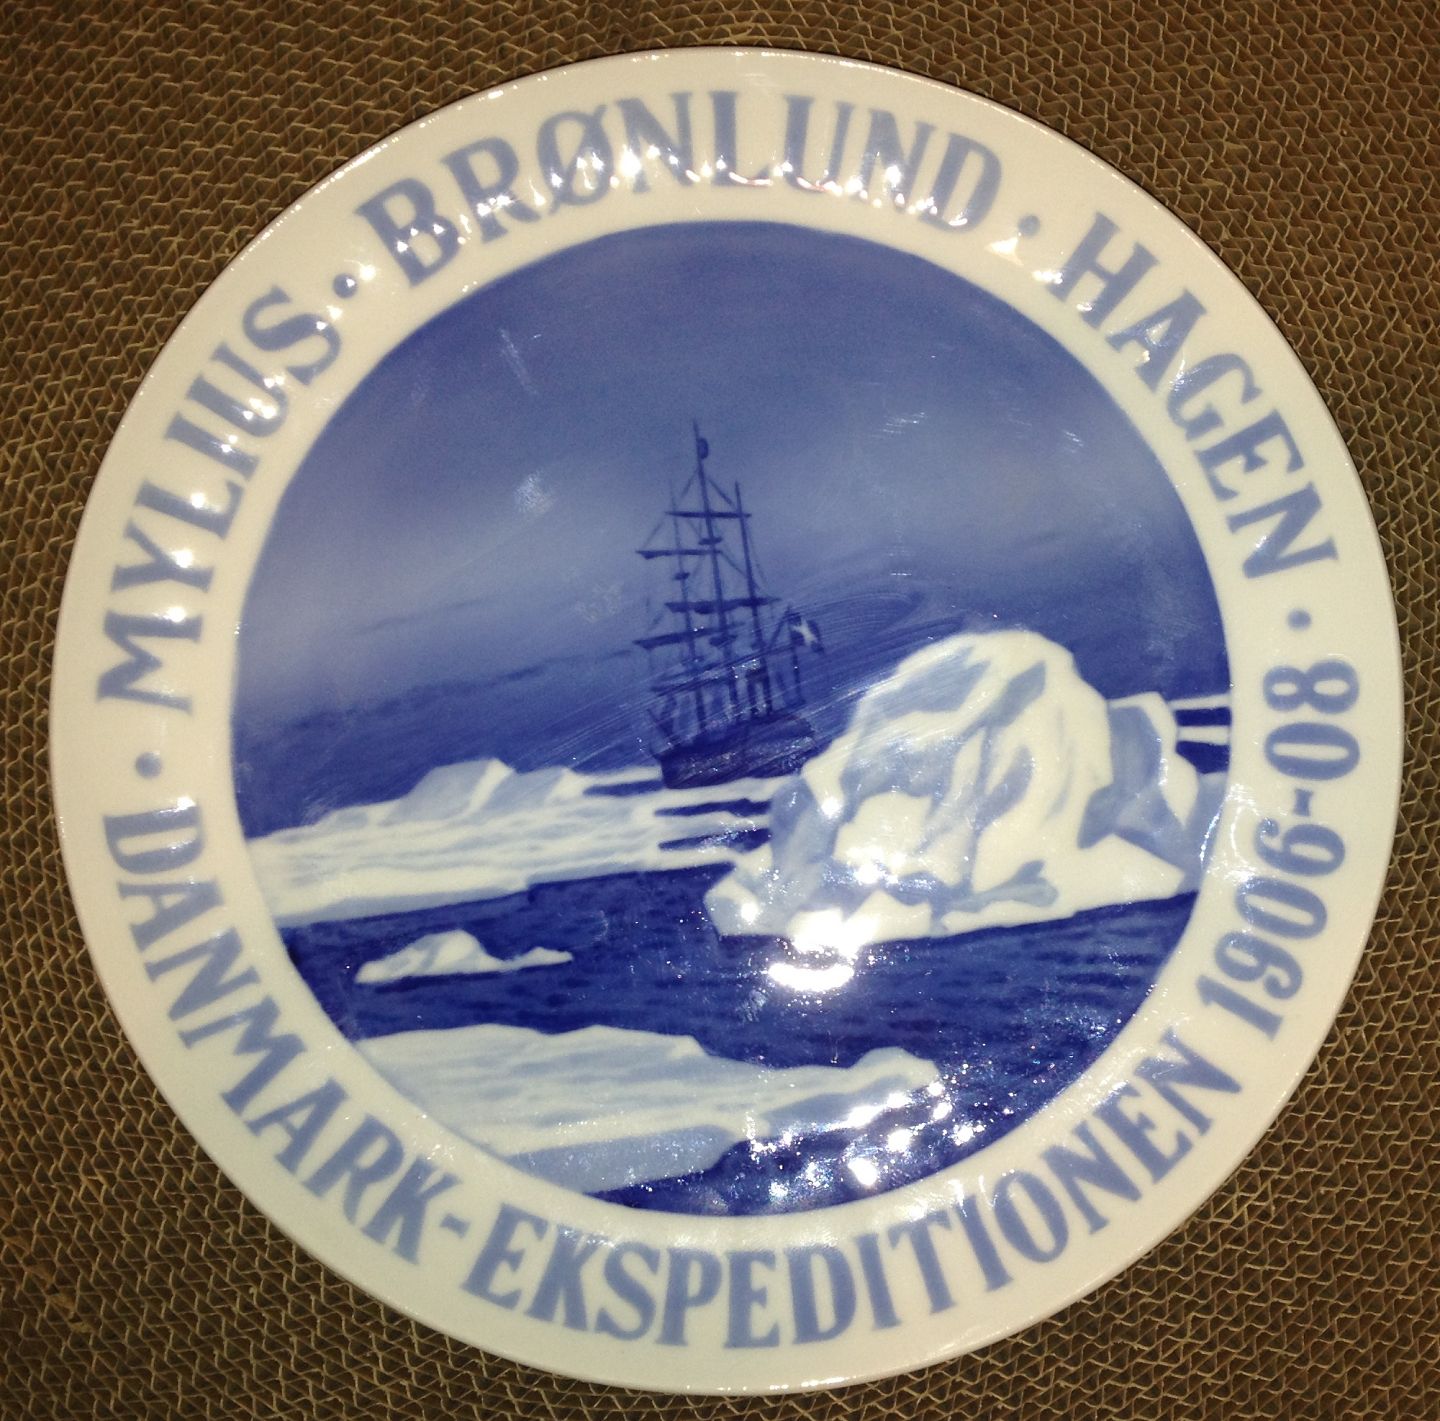 MYLIUS · BRØNLUND · HAGEN ·
DANMARK-EKSPEDITIONEN 1906-08 ·